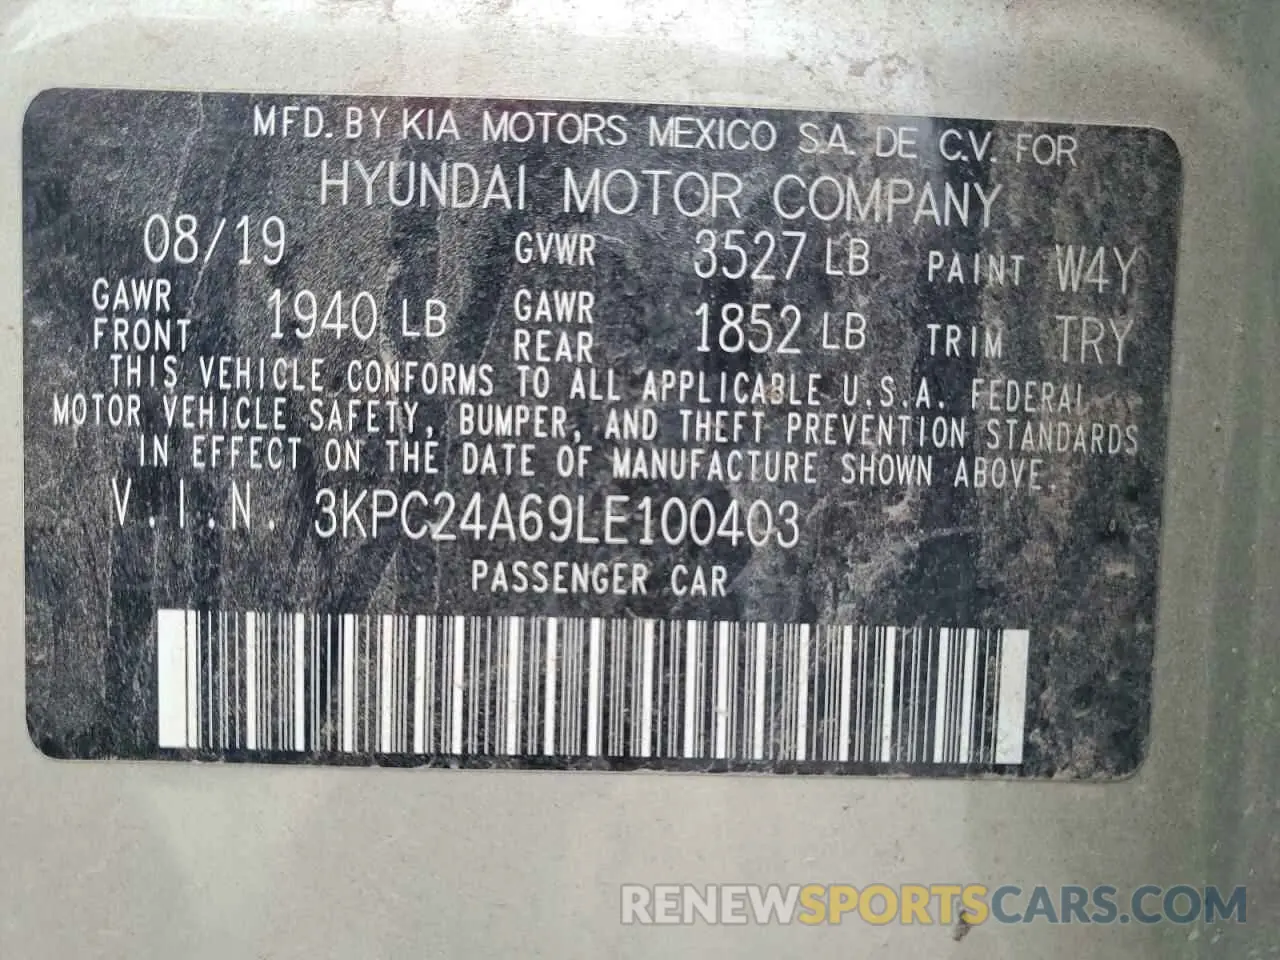 MFD. BY KIA MOTORS MEXICO S.A. DE C.V. FOR
HYUNDAI MOTOR COMPANY
08/19 GVWR 3527 LB PAINT W4Y
GAWR FRONT 1940 LB GAWR REAR 1852 LB TRIM TRY
THIS VEHICLE CONFORMS TO ALL APPLICABLE U.S.A. FEDERAL
MOTOR VEHICLE SAFETY, BUMPER, AND THEFT PREVENTION STANDARDS
IN EFFECT ON THE DATE OF MANUFACTURE SHOWN ABOVE.
V.I.N. 3KPC24A69LE100403
PASSENGER CAR
RENEWSPORTSCARS.COM